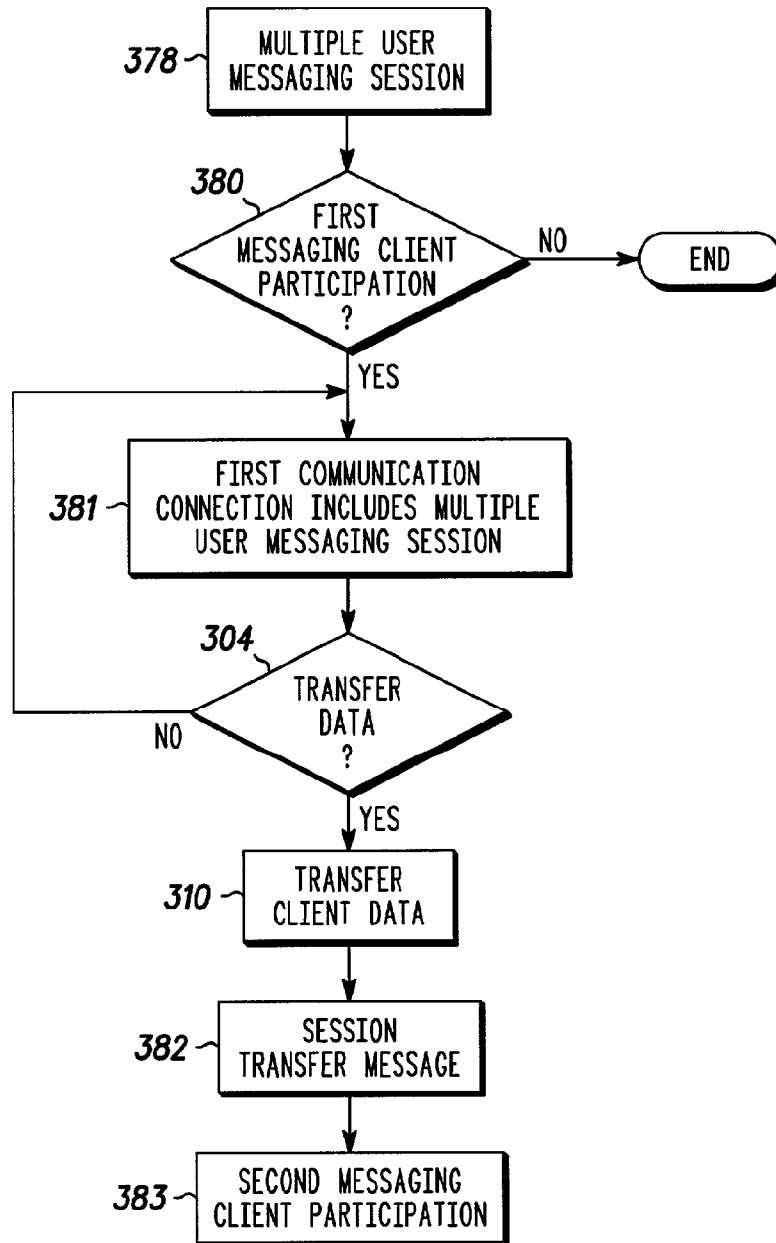 378
MULTIPLE USER
MESSAGING SESSION
380
FIRST
MESSAGING CLIENT
PARTICIPATION
?
NO
END
YES
381
FIRST COMMUNICATION
CONNECTION INCLUDES MULTIPLE
USER MESSAGING SESSION
304
TRANSFER
DATA
?
NO
YES
310
TRANSFER
CLIENT DATA
382
SESSION
TRANSFER MESSAGE
383
SECOND MESSAGING
CLIENT PARTICIPATION